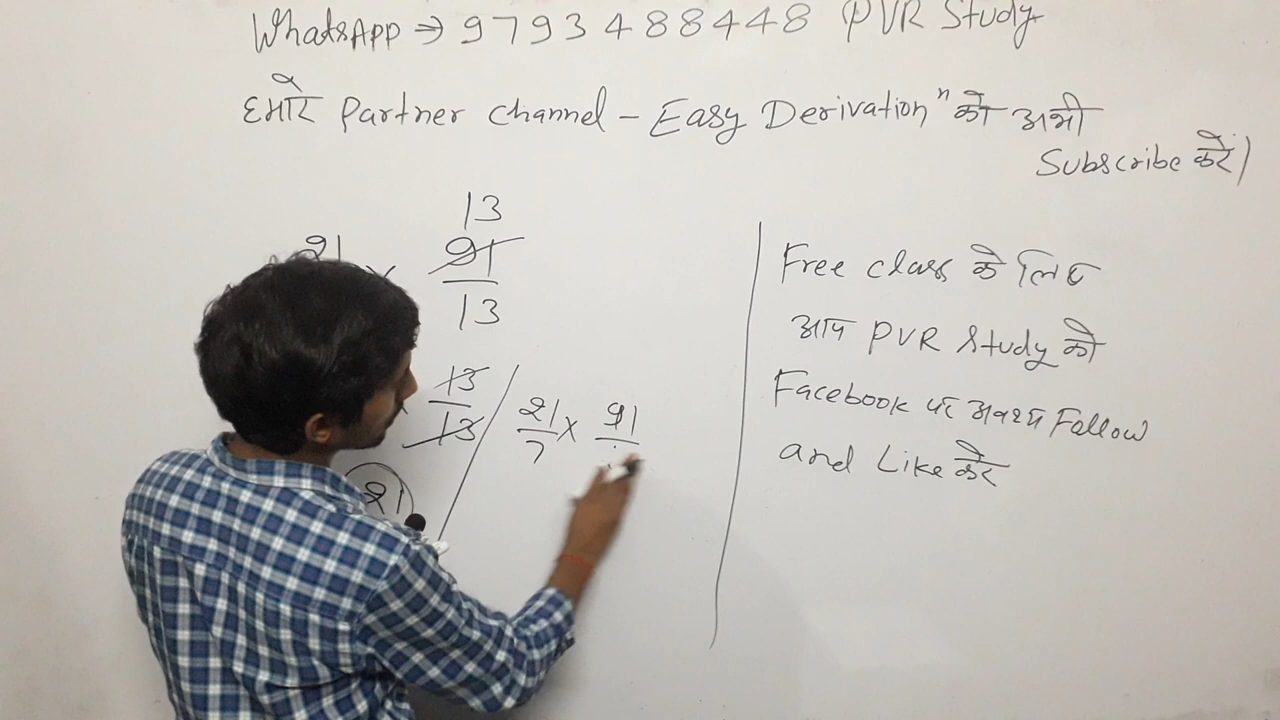 WhatsApp ⇒ 9793488448 PVR Study
हमारे Partner channel – Easy Derivationⁿ को अभी
Subscribe करें।
13
21 × 91
13
13
13
21
21 × 91
7
Free class के लिए
आप PVR Study को
Facebook पर अवश्य Follow
and Like करें